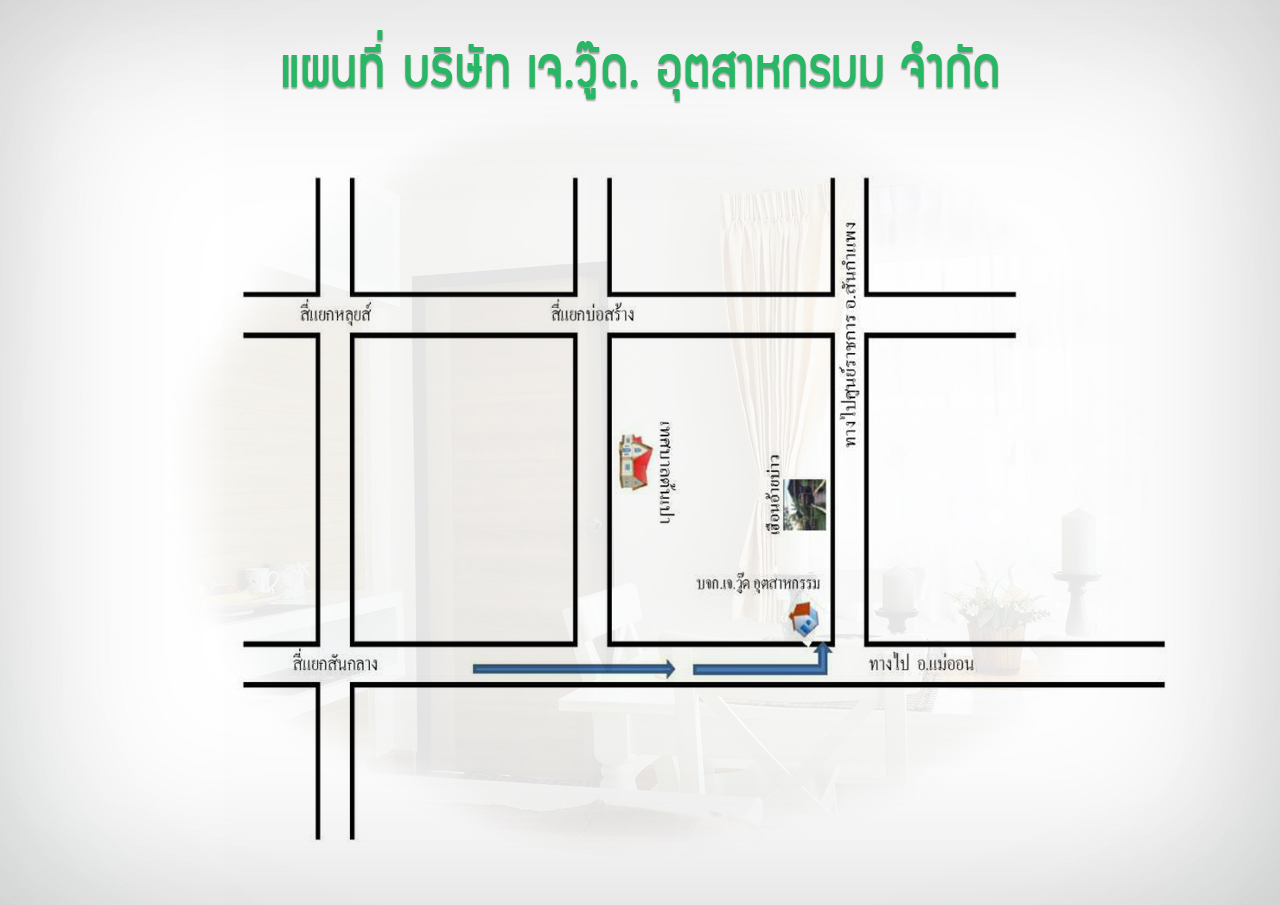 แผนที่ บริษัท เจ.วู๊ด. อุตสาหกรมม จำกัด
สี่แยกหลุยส์
สี่แยกบ่อสร้าง
ทางไปศูนย์ราชการ อ.สันกำแพง
เทศบาลต้นเปา
เฮือนอ้ายบ่าว
บจก.เจ.วู๊ด อุตสาหกรรม
สี่แยกสันกลาง
ทางไป อ.แม่ออน